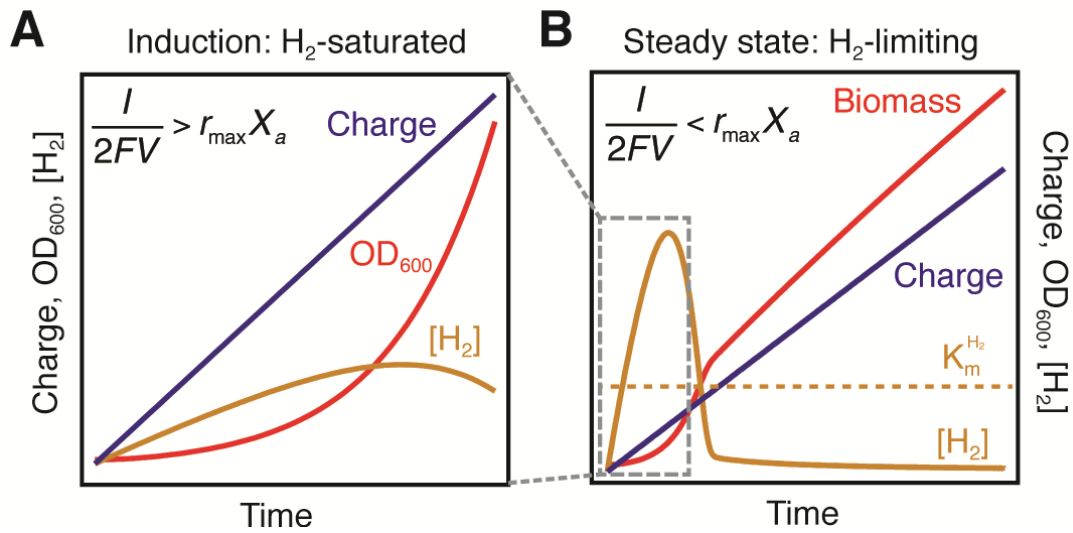 A
Induction: H2-saturated
I/2FV > rmaxXa
Charge
OD600
[H2]
Charge, OD600, [H2]
Time
B
Steady state: H2-limiting
I/2FV < rmaxXa
Biomass
Charge
KmH2
[H2]
Charge, OD600, [H2]
Time